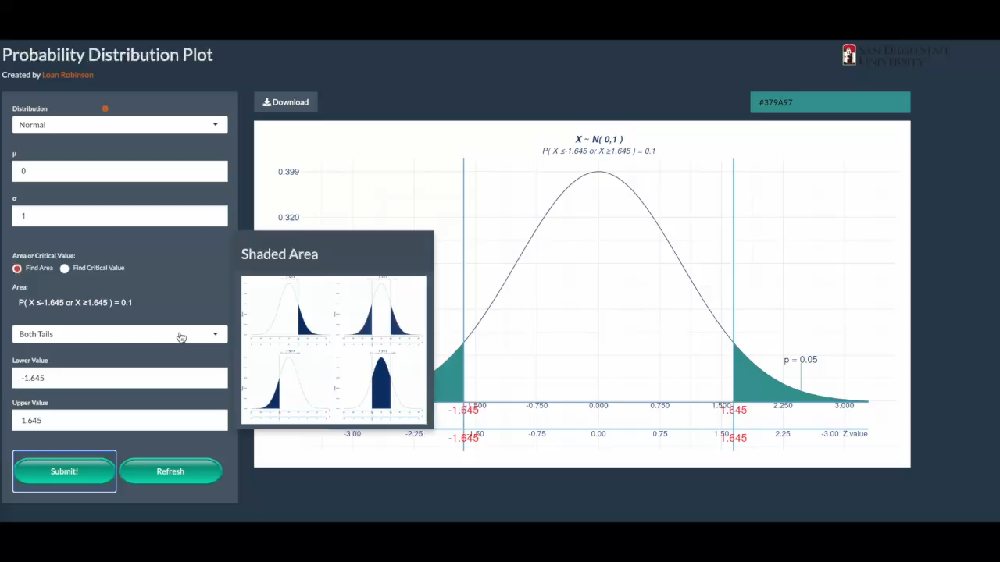 Probability Distribution Plot
Created by Loan Robinson
SAN DIEGO STATE
UNIVERSITY
Distribution
Normal
μ
0
σ
1
Area or Critical Value:
Find Area
Find Critical Value
Area:
P( X ≤-1.645 or X ≥1.645 ) = 0.1
Both Tails
Lower Value
-1.645
Upper Value
1.645
Submit!
Refresh
Shaded Area
Download
#379A97
X ~ N( 0,1 )
P( X ≤-1.645 or X ≥1.645 ) = 0.1
0.399
0.320
p = 0.05
-1.645
-0.750
0.000
0.750
1.500
1.645
2.250
3.000
-3.00
-2.25
-1.645
-0.75
0.00
0.75
1.50
1.645
2.25
-3.00
Z value